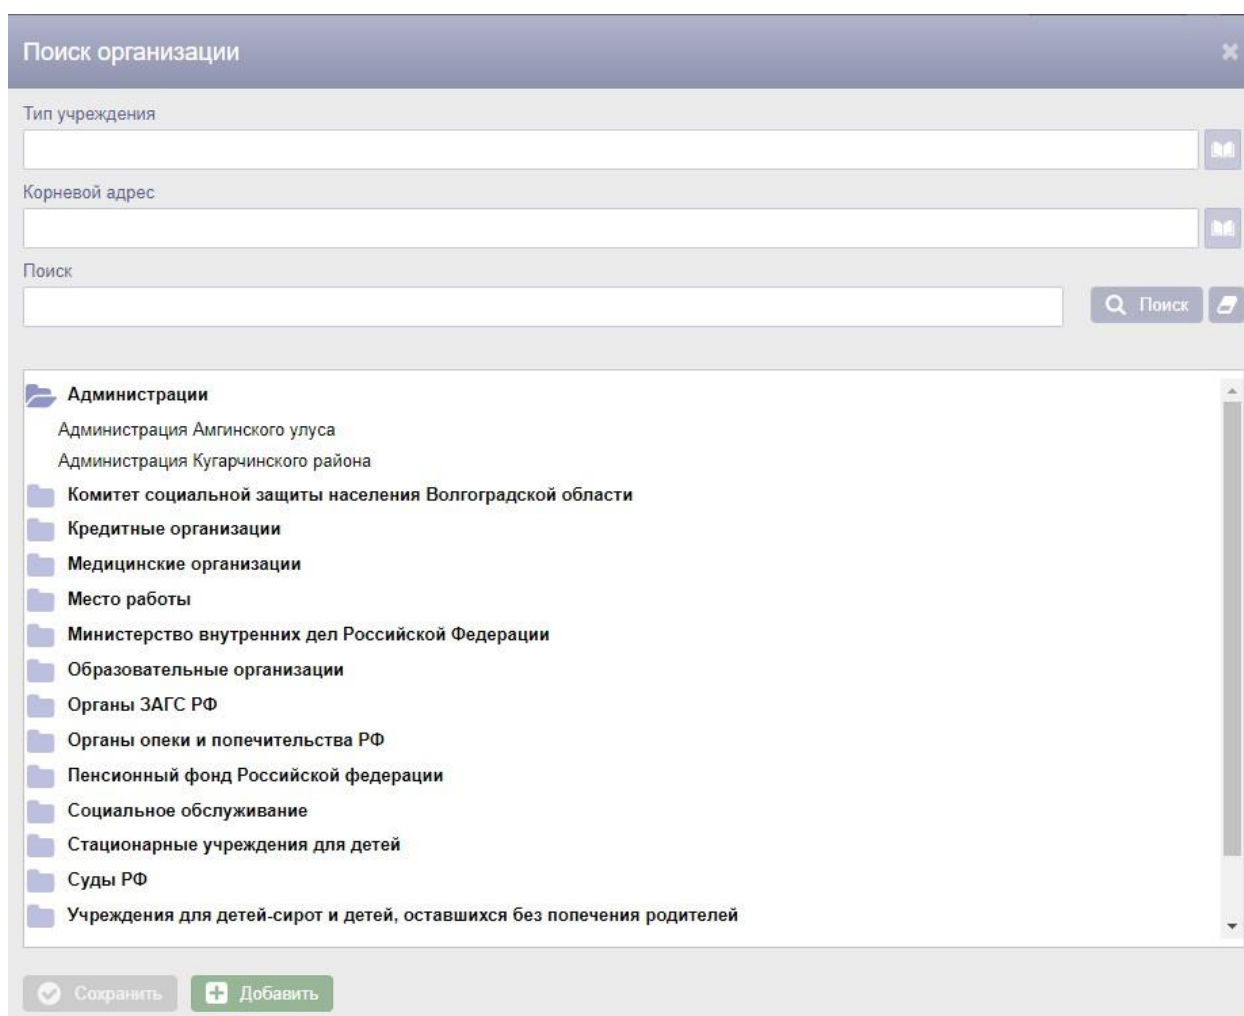 Поиск организации
Тип учреждения
Корневой адрес
Поиск
Поиск
Администрации
Администрация Амгинского улуса
Администрация Кугарчинского района
Комитет социальной защиты населения Волгоградской области
Кредитные организации
Медицинские организации
Место работы
Министерство внутренних дел Российской Федерации
Образовательные организации
Органы ЗАГС РФ
Органы опеки и попечительства РФ
Пенсионный фонд Российской федерации
Социальное обслуживание
Стационарные учреждения для детей
Суды РФ
Учреждения для детей-сирот и детей, оставшихся без попечения родителей
Сохранить Добавить